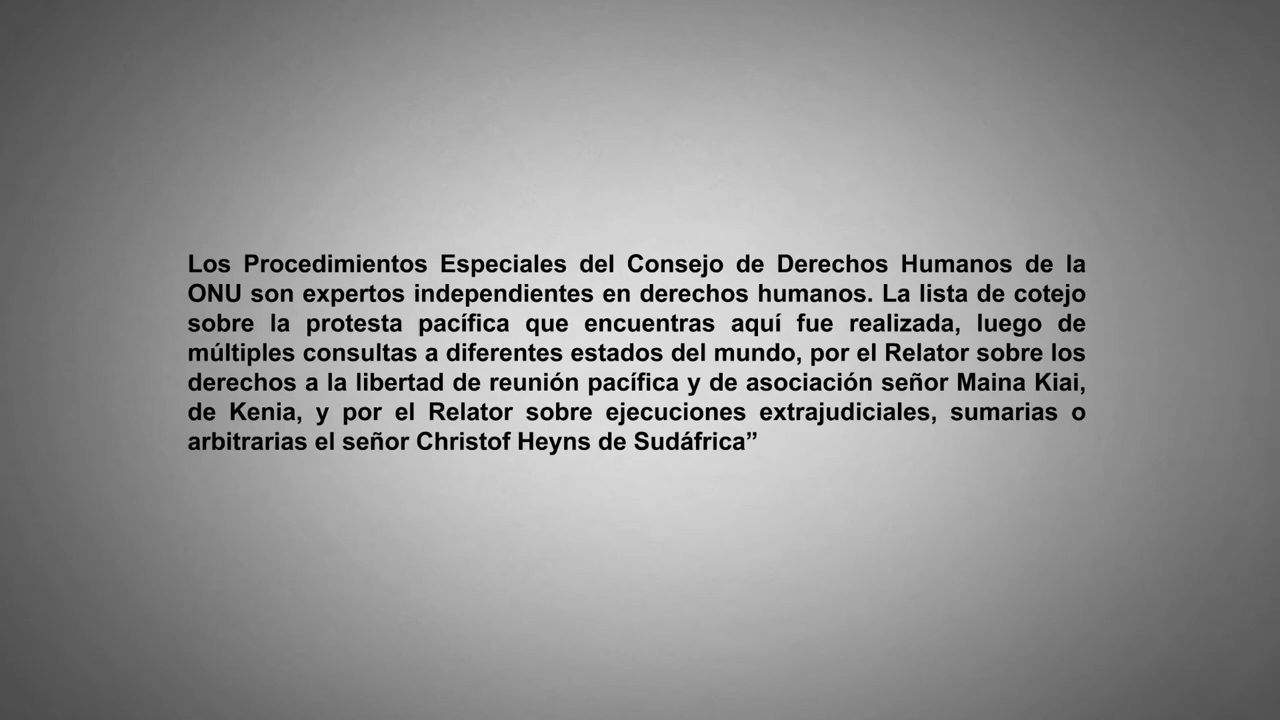 Los Procedimientos Especiales del Consejo de Derechos Humanos de la
ONU son expertos independientes en derechos humanos. La lista de cotejo
sobre la protesta pacífica que encuentras aquí fue realizada, luego de
múltiples consultas a diferentes estados del mundo, por el Relator sobre los
derechos a la libertad de reunión pacífica y de asociación señor Maina Kiai,
de Kenia, y por el Relator sobre ejecuciones extrajudiciales, sumarias o
arbitrarias el señor Christof Heyns de Sudáfrica”